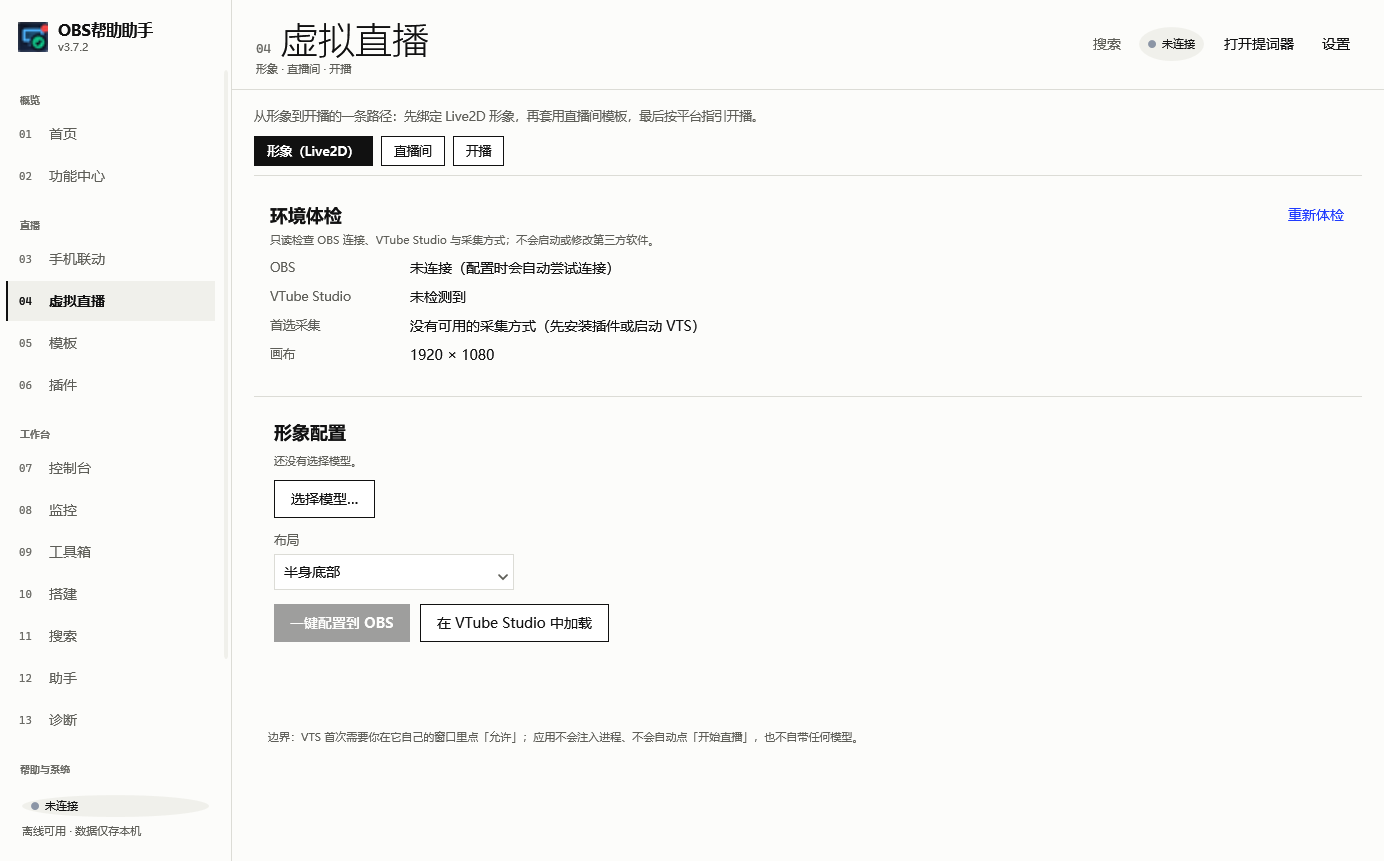 OBS帮助助手
v3.7.2
概览
01 首页
02 功能中心
直播
03 手机联动
04 虚拟直播
05 模板
06 插件
工作台
07 控制台
08 监控
09 工具箱
10 搭建
11 搜索
12 助手
13 诊断
帮助与系统
未连接
离线可用 · 数据仅存本机
04 虚拟直播
形象 · 直播间 · 开播
搜索 未连接 打开提词器 设置
从形象到开播的一条路径：先绑定 Live2D 形象，再套用直播间模板，最后按平台指引开播。
形象（Live2D） 直播间 开播
环境体检 重新体检
只读检查 OBS 连接、VTube Studio 与采集方式；不会启动或修改第三方软件。
OBS 未连接（配置时会自动尝试连接）
VTube Studio 未检测到
首选采集 没有可用的采集方式（先安装插件或启动 VTS）
画布 1920 × 1080
形象配置
还没有选择模型。
选择模型...
布局
半身底部
一键配置到 OBS 在 VTube Studio 中加载
边界：VTS 首次需要你在它自己的窗口里点「允许」；应用不会注入进程、不会自动点「开始直播」，也不自带任何模型。